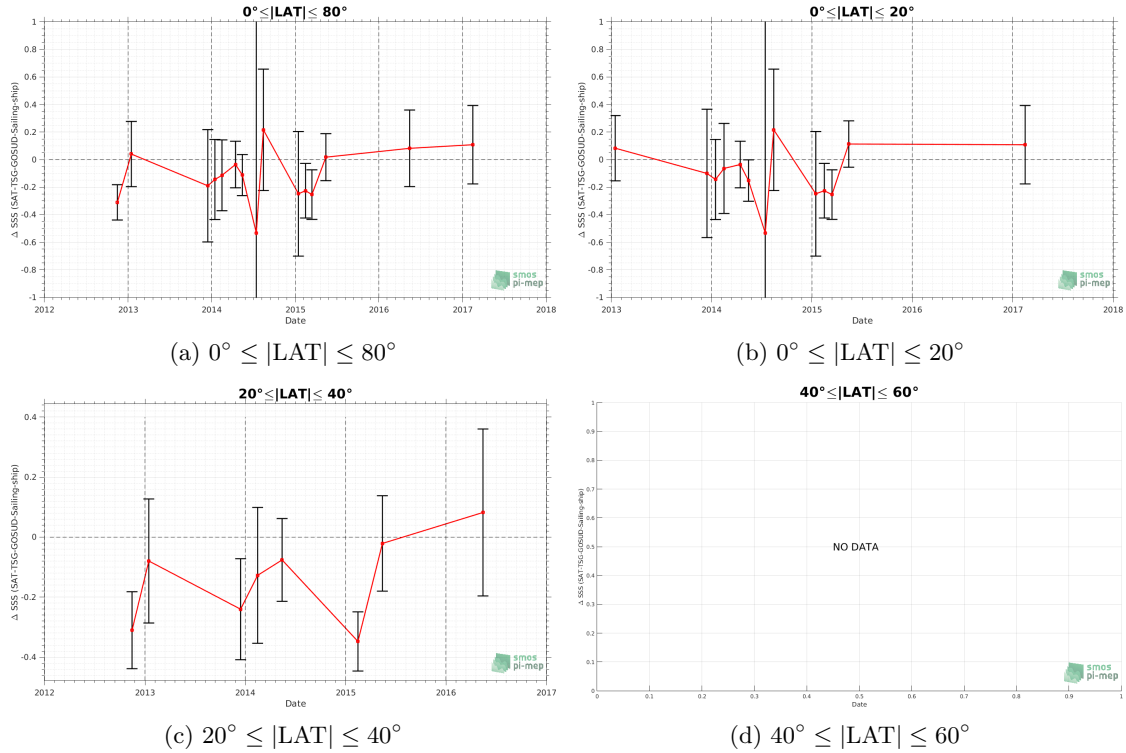 0°≤|LAT|≤ 80°
1
0.8
0.6
0.4
0.2
0
-0.2
-0.4
-0.6
-0.8
-1
Δ SSS (SAT-TSG-GOSUD-Sailing-ship)
2012 2013 2014 2015 2016 2017 2018
Date
smos
pi-mep
(a) 0° ≤ |LAT| ≤ 80°
0°≤|LAT|≤ 20°
1
0.8
0.6
0.4
0.2
0
-0.2
-0.4
-0.6
-0.8
-1
Δ SSS (SAT-TSG-GOSUD-Sailing-ship)
2013 2014 2015 2016 2017 2018
Date
smos
pi-mep
(b) 0° ≤ |LAT| ≤ 20°
20°≤|LAT|≤ 40°
0.4
0.2
0
-0.2
-0.4
Δ SSS (SAT-TSG-GOSUD-Sailing-ship)
2012 2013 2014 2015 2016 2017
Date
smos
pi-mep
(c) 20° ≤ |LAT| ≤ 40°
40°≤|LAT|≤ 60°
1
0.9
0.8
0.7
0.6
0.5
0.4
0.3
0.2
0.1
0
Δ SSS (SAT-TSG-GOSUD-Sailing-ship)
NO DATA
0 0.1 0.2 0.3 0.4 0.5 0.6 0.7 0.8 0.9 1
Date
smos
pi-mep
(d) 40° ≤ |LAT| ≤ 60°